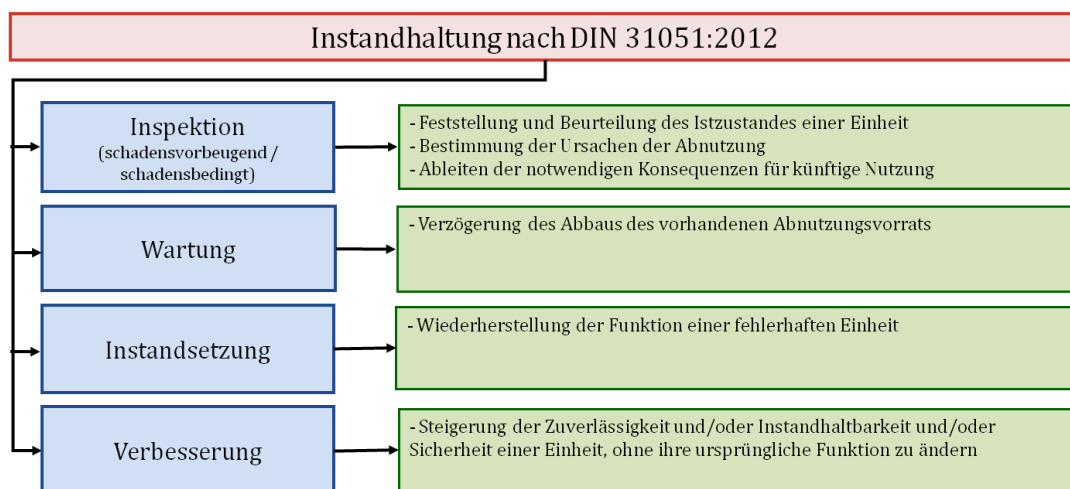 Instandhaltung nach DIN 31051:2012
Inspektion
(schadensvorbeugend /
schadensbedingt)
- Feststellung und Beurteilung des Istzustandes einer Einheit
- Bestimmung der Ursachen der Abnutzung
- Ableiten der notwendigen Konsequenzen für künftige Nutzung
Wartung
- Verzögerung des Abbaus des vorhandenen Abnutzungsvorrats
Instandsetzung
- Wiederherstellung der Funktion einer fehlerhaften Einheit
Verbesserung
- Steigerung der Zuverlässigkeit und/oder Instandhaltbarkeit und/oder
Sicherheit einer Einheit, ohne ihre ursprüngliche Funktion zu ändern